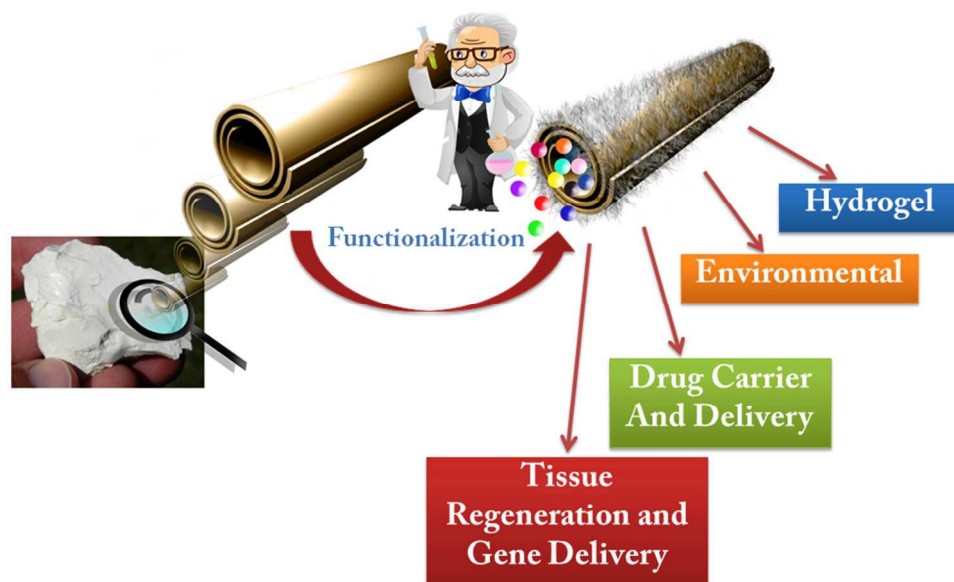 Functionalization
Hydrogel
Environmental
Drug Carrier
And Delivery
Tissue
Regeneration and
Gene Delivery